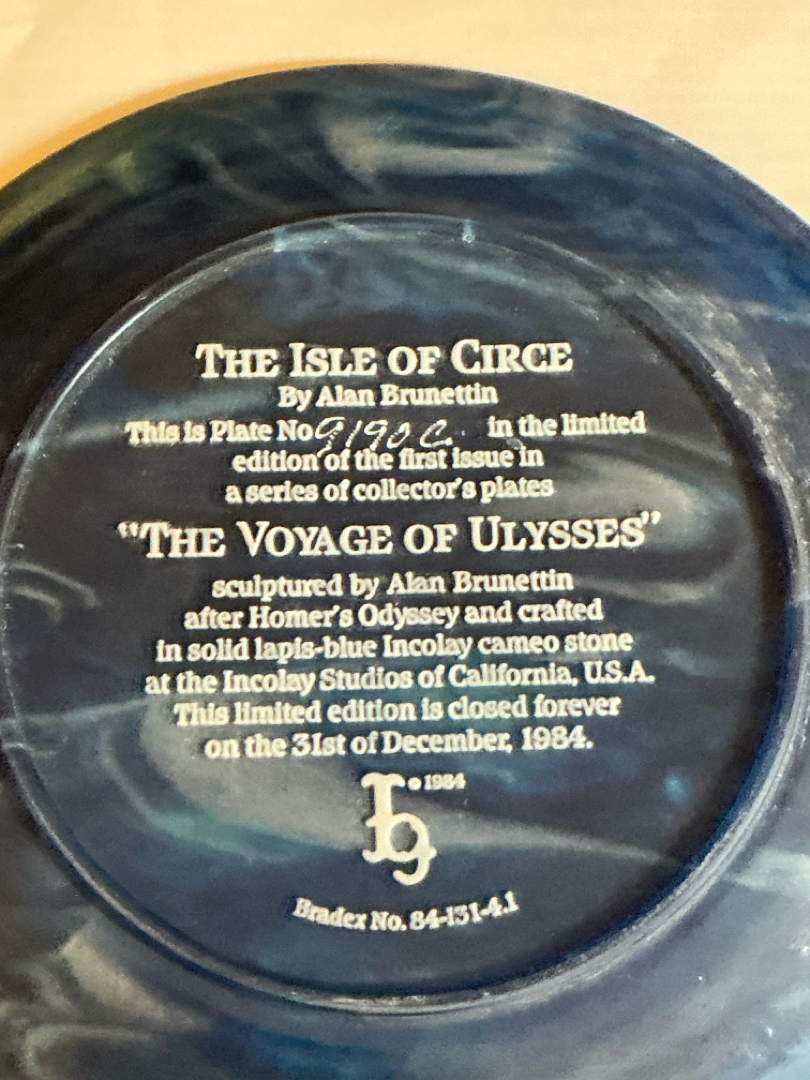 THE ISLE OF CIRCE
By Alan Brunettin
This is Plate No 9190 C. in the limited
edition of the first issue in
a series of collector's plates
"THE VOYAGE OF ULYSSES"
sculptured by Alan Brunettin
after Homer's Odyssey and crafted
in solid lapis-blue Incolay cameo stone
at the Incolay Studios of California, U.S.A.
This limited edition is closed forever
on the 31st of December, 1984.
© 1984
Bradex No. 84-131-4.1